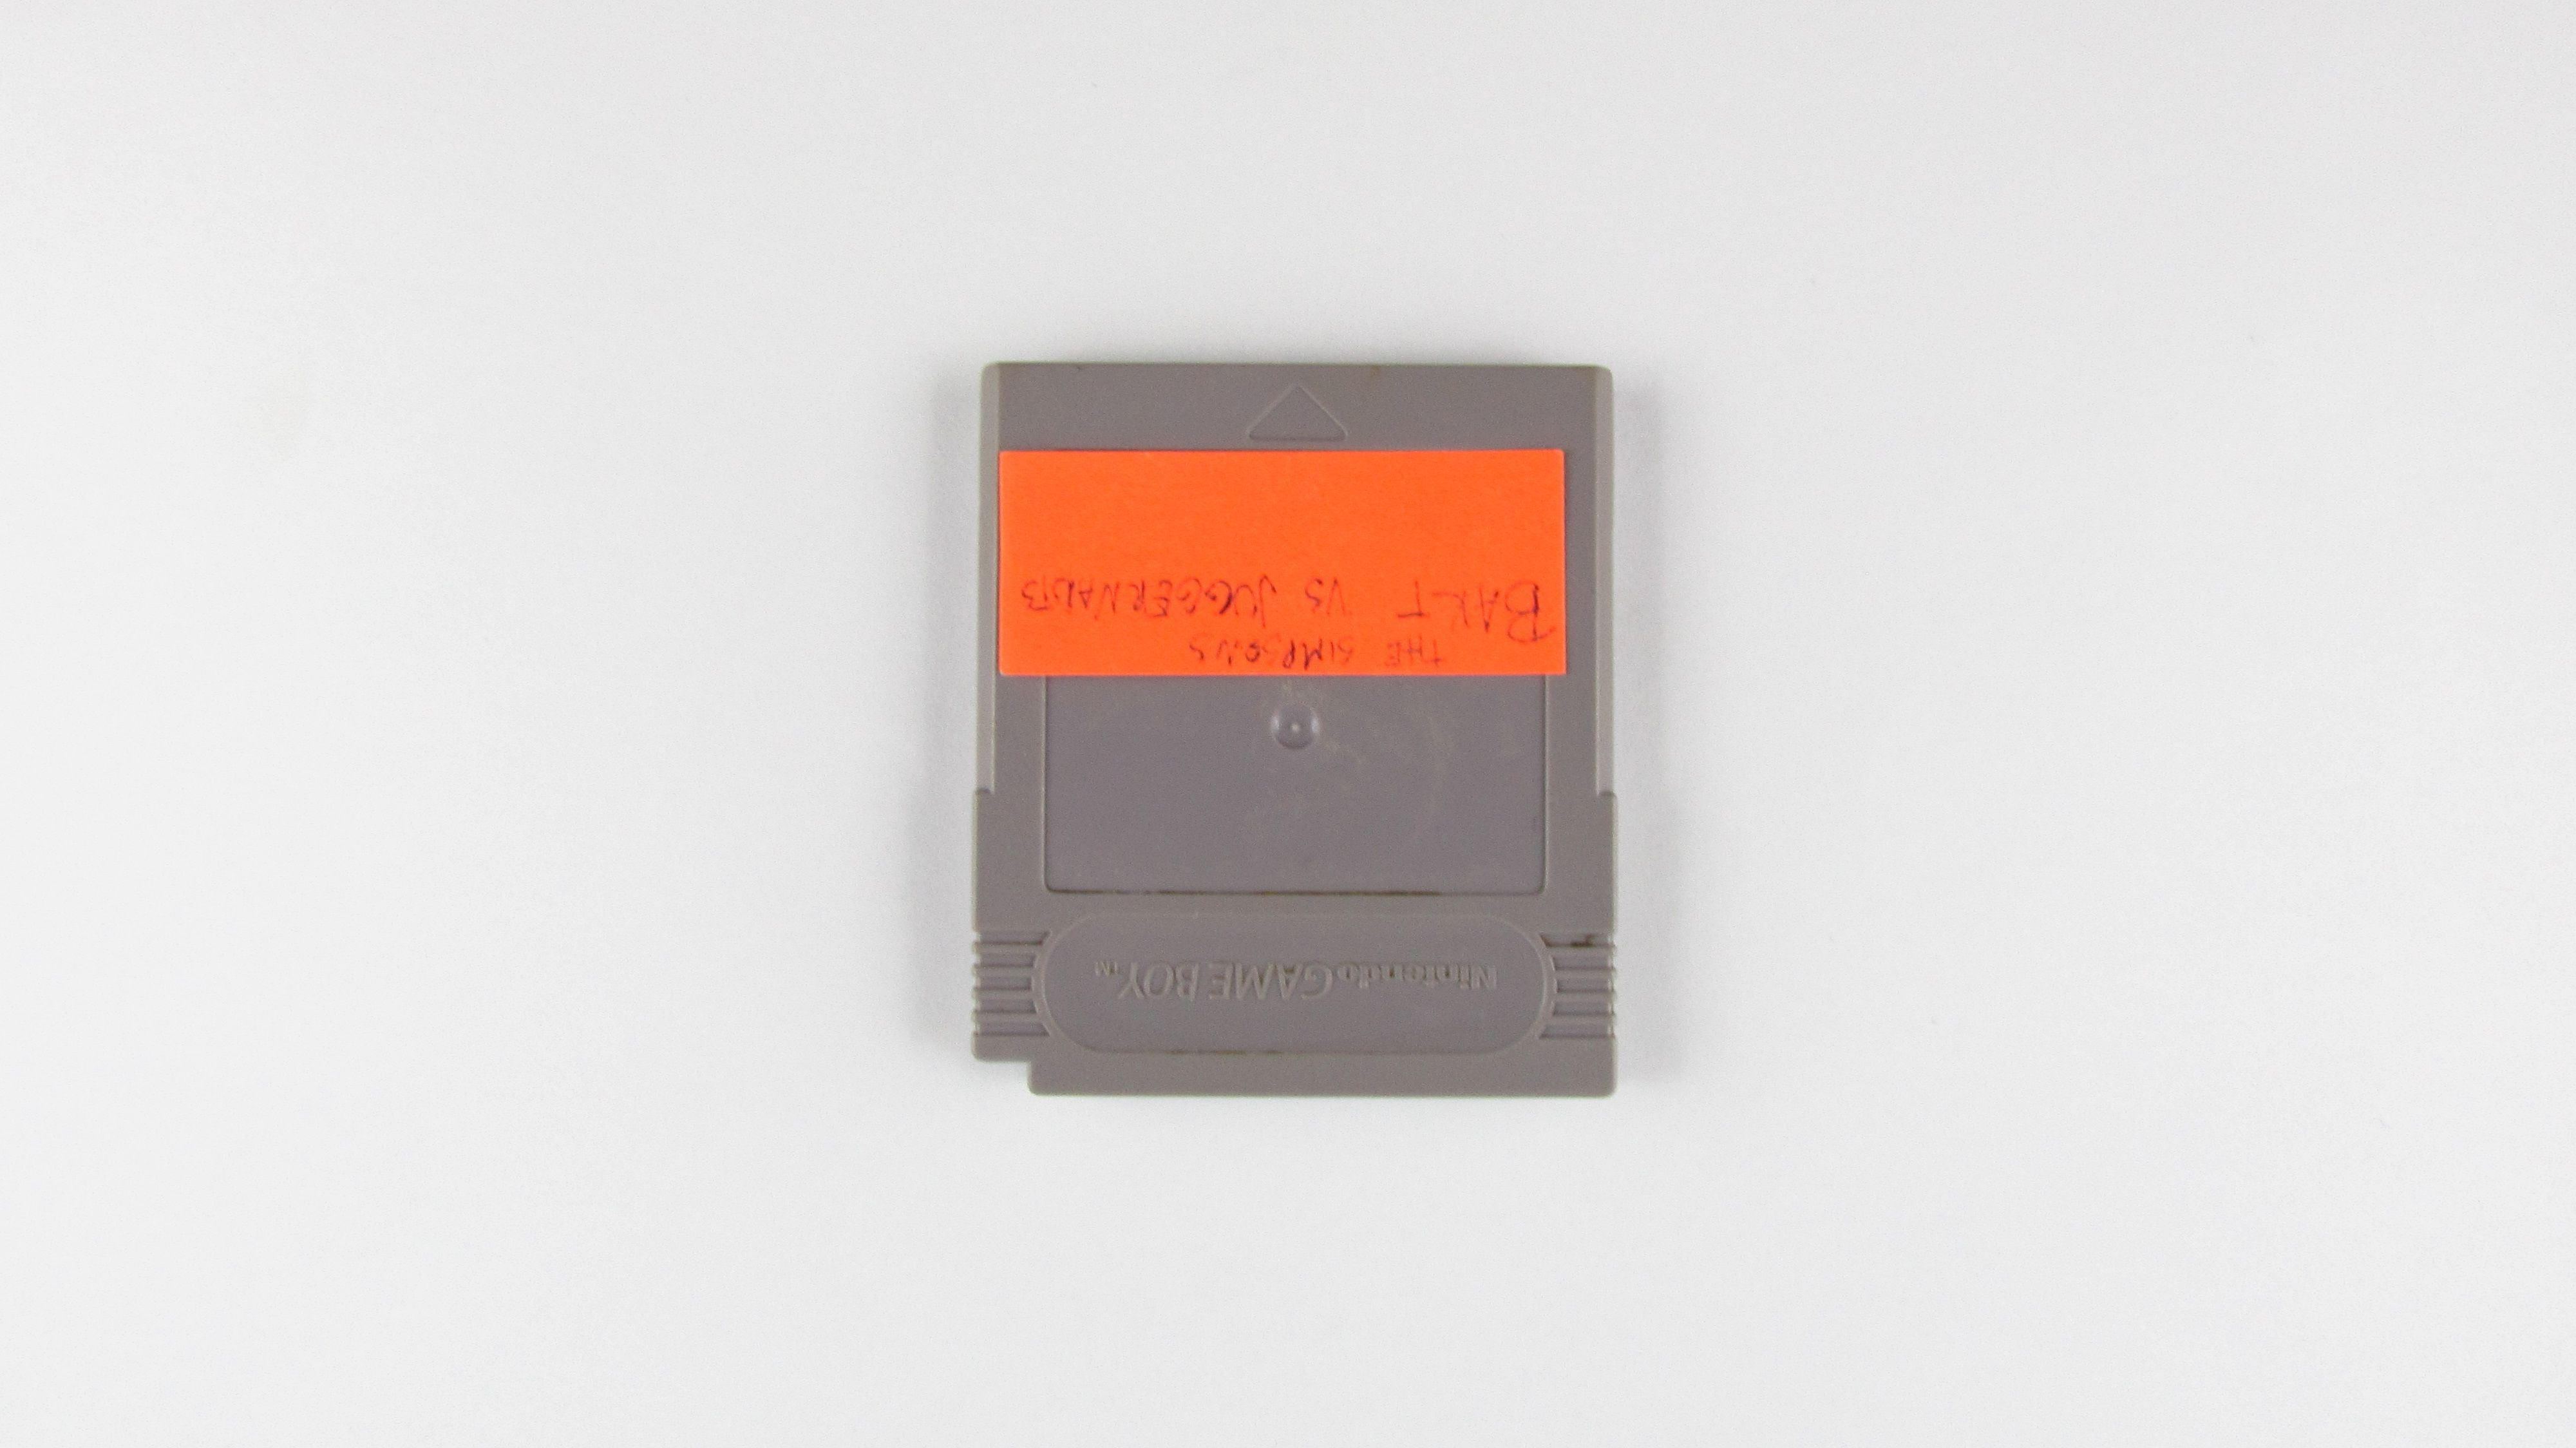 THE SIMPSONS
BART VS JUGGERNAUTS
Nintendo GAME BOY™